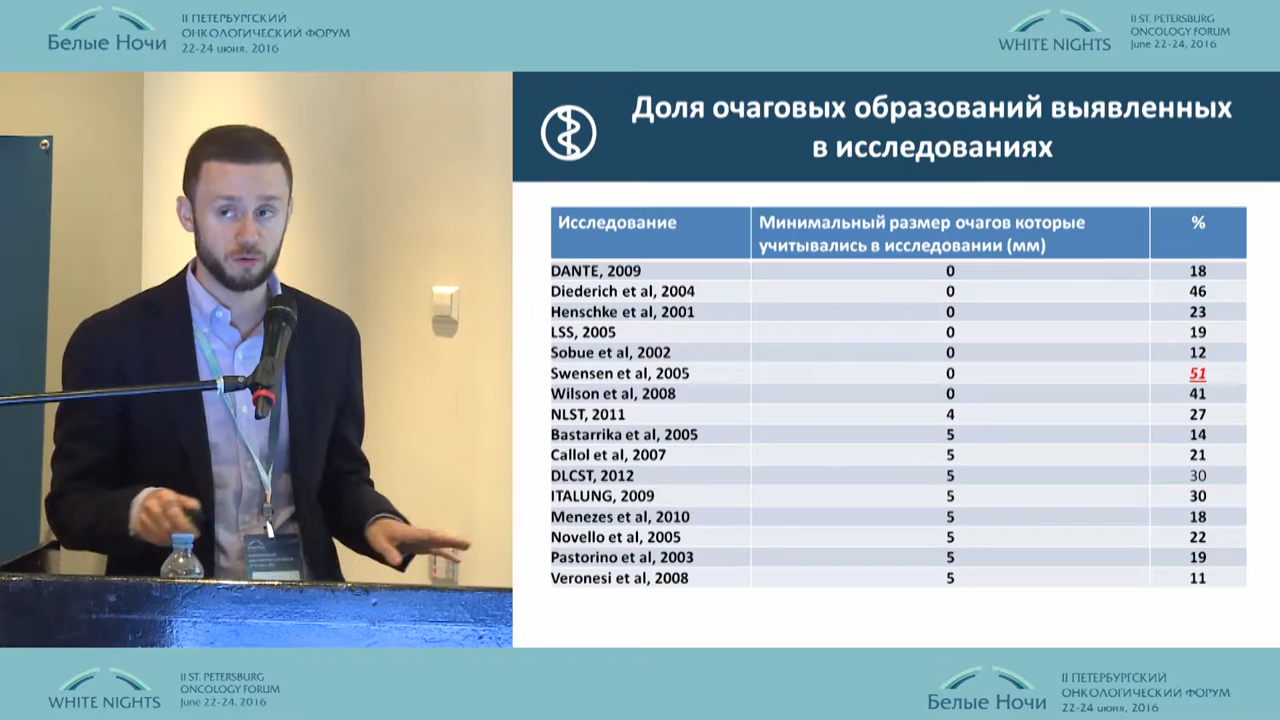 Белые Ночи
II ПЕТЕРБУРГСКИЙ
ОНКОЛОГИЧЕСКИЙ ФОРУМ
22-24 июня, 2016
WHITE NIGHTS
II ST. PETERSBURG
ONCOLOGY FORUM
June 22-24, 2016
Доля очаговых образований выявленных
в исследованиях
Исследование
Минимальный размер очагов которые
учитывались в исследовании (мм)
%
DANTE, 2009 0 18
Diederich et al, 2004 0 46
Henschke et al, 2001 0 23
LSS, 2005 0 19
Sobue et al, 2002 0 12
Swensen et al, 2005 0 51
Wilson et al, 2008 0 41
NLST, 2011 4 27
Bastarrika et al, 2005 5 14
Callol et al, 2007 5 21
DLCST, 2012 5 30
ITALUNG, 2009 5 30
Menezes et al, 2010 5 18
Novello et al, 2005 5 22
Pastorino et al, 2003 5 19
Veronesi et al, 2008 5 11
WHITE NIGHTS
II ST. PETERSBURG
ONCOLOGY FORUM
June 22-24, 2016
Белые Ночи
II ПЕТЕРБУРГСКИЙ
ОНКОЛОГИЧЕСКИЙ ФОРУМ
22-24 июня, 2016